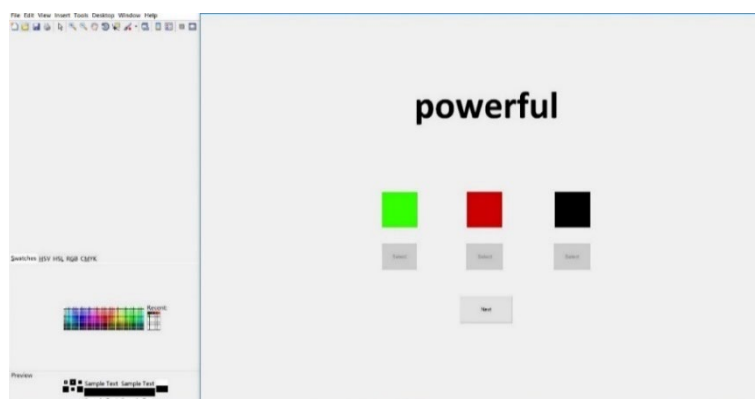 File Edit View Insert Tools Desktop Window Help
powerful
Select Select Select
Swatches HSV HSL RGB CMYK
Recent:
Next
Preview
Sample Text Sample Text